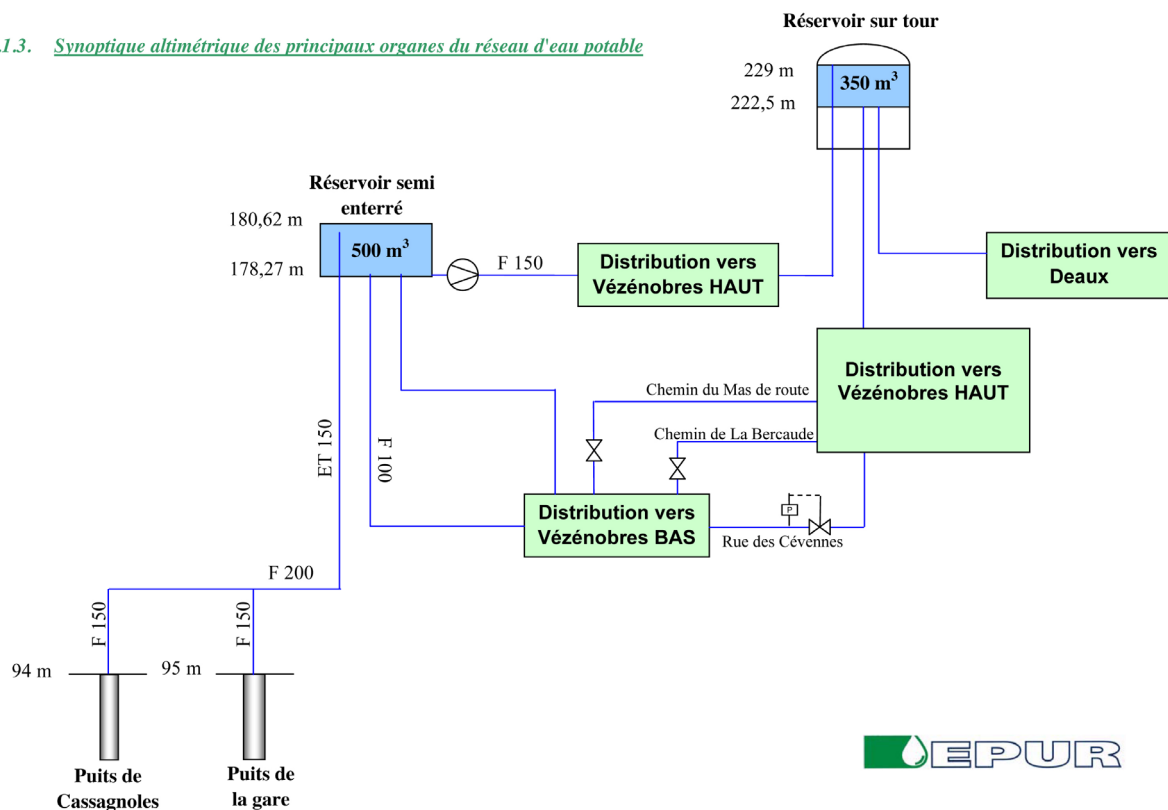 .1.3. Synoptique altimétrique des principaux organes du réseau d'eau potable
Réservoir sur tour
229 m
350 m³
222,5 m
Réservoir semi
enterré
180,62 m
500 m³
178,27 m
F 150
Distribution vers
Vézénobres HAUT
Distribution vers
Deaux
Distribution vers
Vézénobres HAUT
Chemin du Mas de route
Chemin de La Bercaude
ET 150
F 100
Distribution vers
Vézénobres BAS
P
Rue des Cévennes
F 200
F 150
F 150
94 m
95 m
Puits de
Cassagnoles
Puits de
la gare
EPUR